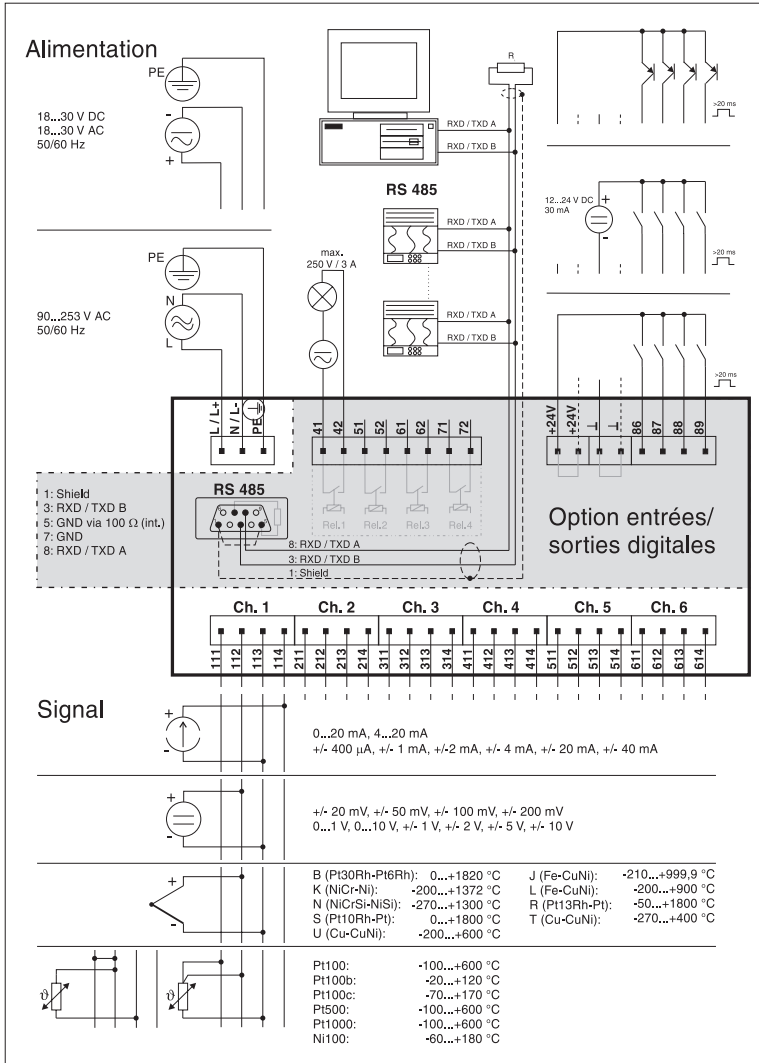 Alimentation
PE
18...30 V DC
18...30 V AC
50/60 Hz
-
+
R
RXD / TXD A
RXD / TXD B
RS 485
RXD / TXD A
RXD / TXD B
RXD / TXD A
RXD / TXD B
>20 ms
12...24 V DC
30 mA
+
-
>20 ms
>20 ms
PE
90...253 V AC
50/60 Hz
N
L
max.
250 V / 3 A
L / L+
N / L-
PE
41
42
51
52
61
62
71
72
+24V
+24V
⊥
⊥
86
87
88
89
Rel.1
Rel.2
Rel.3
Rel.4
1: Shield
3: RXD / TXD B
5: GND via 100 Ω (int.)
7: GND
8: RXD / TXD A
RS 485
8: RXD / TXD A
3: RXD / TXD B
1: Shield
Option entrées/
sorties digitales
Ch. 1
Ch. 2
Ch. 3
Ch. 4
Ch. 5
Ch. 6
111
112
113
114
211
212
213
214
311
312
313
314
411
412
413
414
511
512
513
514
611
612
613
614
Signal
+
-
0...20 mA, 4...20 mA
+/- 400 µA, +/- 1 mA, +/-2 mA, +/- 4 mA, +/- 20 mA, +/- 40 mA
+
-
+/- 20 mV, +/- 50 mV, +/- 100 mV, +/- 200 mV
0...1 V, 0...10 V, +/- 1 V, +/- 2 V, +/- 5 V, +/- 10 V
+
-
B (Pt30Rh-Pt6Rh): 0...+1820 °C J (Fe-CuNi): -210...+999,9 °C
K (NiCr-Ni): -200...+1372 °C L (Fe-CuNi): -200...+900 °C
N (NiCrSi-NiSi): -270...+1300 °C R (Pt13Rh-Pt): -50...+1800 °C
S (Pt10Rh-Pt): 0...+1800 °C T (Cu-CuNi): -270...+400 °C
U (Cu-CuNi): -200...+600 °C
ϑ
ϑ
Pt100: -100...+600 °C
Pt100b: -20...+120 °C
Pt100c: -70...+170 °C
Pt500: -100...+600 °C
Pt1000: -100...+600 °C
Ni100: -60...+180 °C